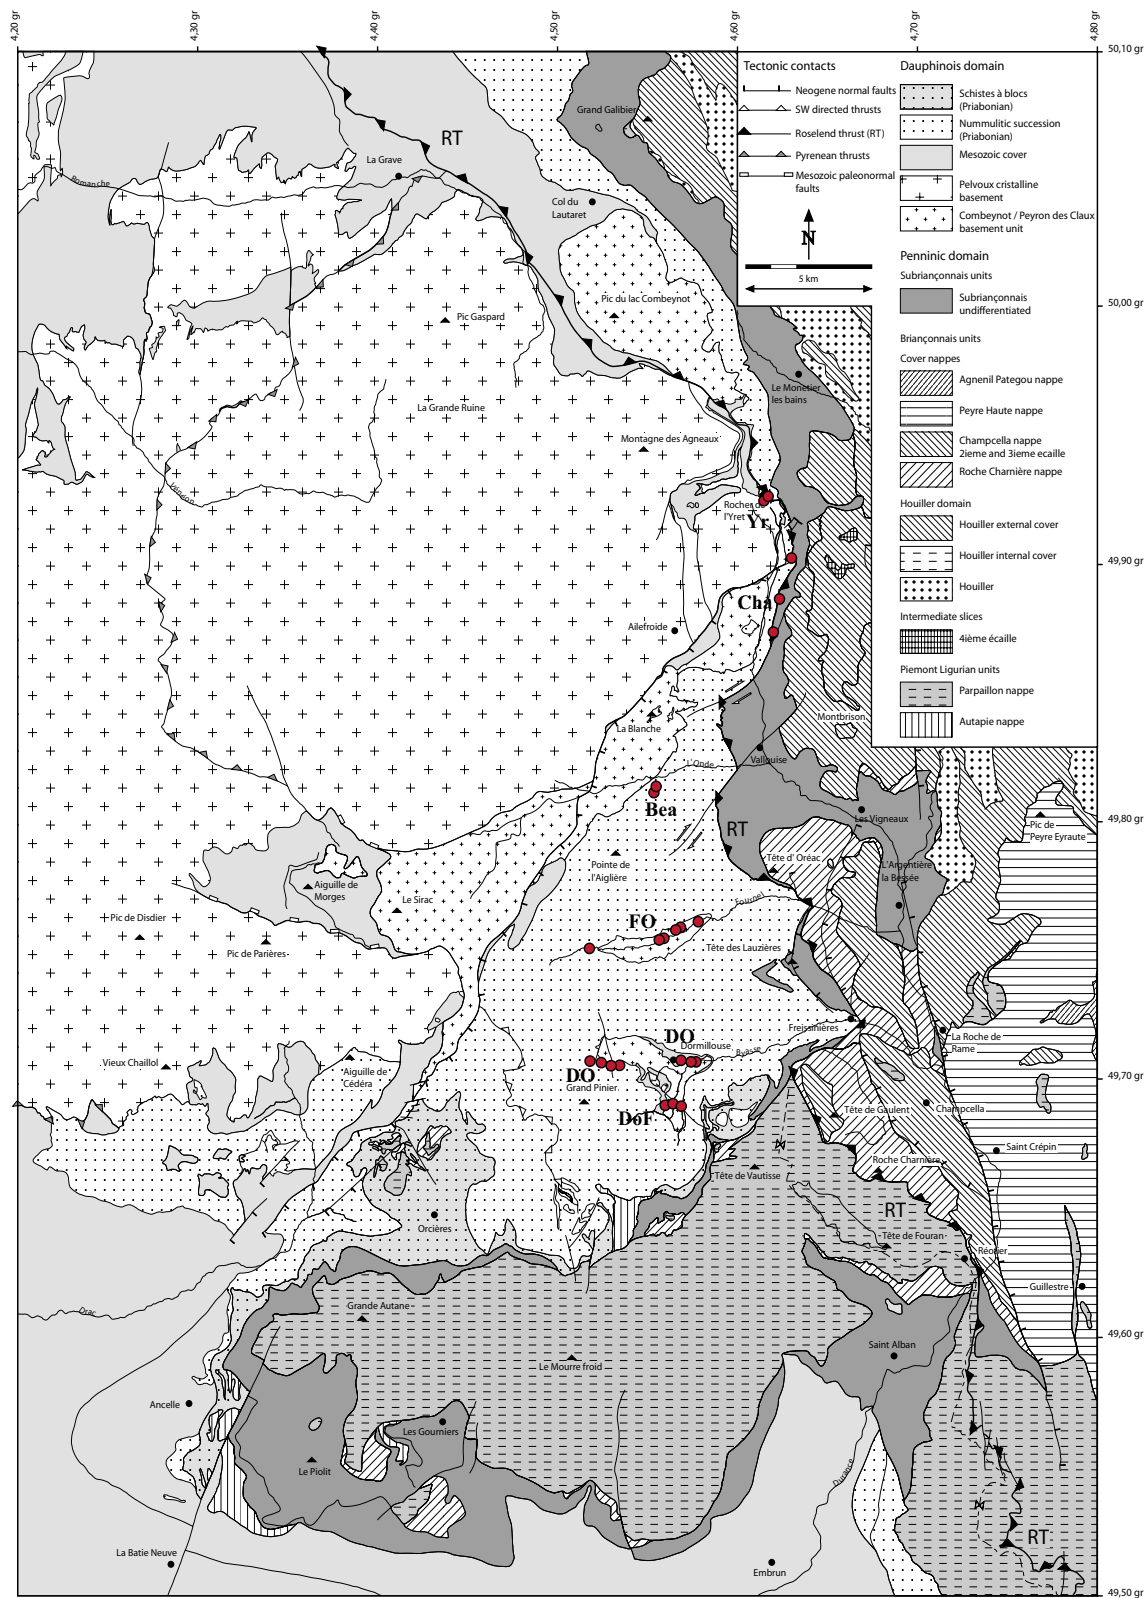 4,20 gr
4,30 gr
4,40 gr
4,50 gr
4,60 gr
4,70 gr
4,80 gr
50,10 gr
50,00 gr
49,90 gr
49,80 gr
49,70 gr
49,60 gr
49,50 gr
Tectonic contacts
Neogene normal faults
SW directed thrusts
Roselend thrust (RT)
Pyrenean thrusts
Mesozoic paleonormal
faults
N
5 km
Dauphinois domain
Schistes à blocs
(Priabonian)
Nummulitic succession
(Priabonian)
Mesozoic cover
Pelvoux cristalline
basement
Combeynot / Peyron des Claux
basement unit
Penninic domain
Subriançonnais units
Subriançonnais
undifferentiated
Briançonnais units
Cover nappes
Agnenil Pategou nappe
Peyre Haute nappe
Champcella nappe
2ieme and 3ieme ecaille
Roche Charnière nappe
Houiller domain
Houiller external cover
Houiller internal cover
Houiller
Intermediate slices
4ième écaille
Piemont Ligurian units
Parpaillon nappe
Autapie nappe
RT
Grand Galibier
La Grave
Romanche
Col du
Lautaret
Pic du lac Combeynot
Pic Gaspard
Le Monetier
les bains
La Grande Ruine
Montagne des Agneaux
Vénéon
Rocher de
l'Yret
Yr
Cha
Ailefroide
La Blanche
Montbrison
Vallouise
L'Onde
Bea
RT
Les Vigneaux
Pic de
Peyre Eyraute
Pointe de
l'Aiglière
Tête d' Oréac
L'Argentière
la Bessée
Aiguille de
Morges
Le Sirac
Pic de Disdier
Pic de Parières
Fournel
FO
Tête des Lauzières
Freissinières
DO
Dormillouse
Byasse
La Roche de
Rame
Vieux Chaillol
Aiguille de
Cédéra
DO
Grand Pinier
DoF
Tête de Gaulent
Champcella
Saint Crépin
Roche Charnière
Tête de Vautisse
RT
Orcières
Tête de Fouran
Réotier
Guillestre
Drac
Grande Autane
Saint Alban
Le Mourre froid
Ancelle
Les Gourniers
Le Piolit
Durance
RT
La Batie Neuve
Embrun